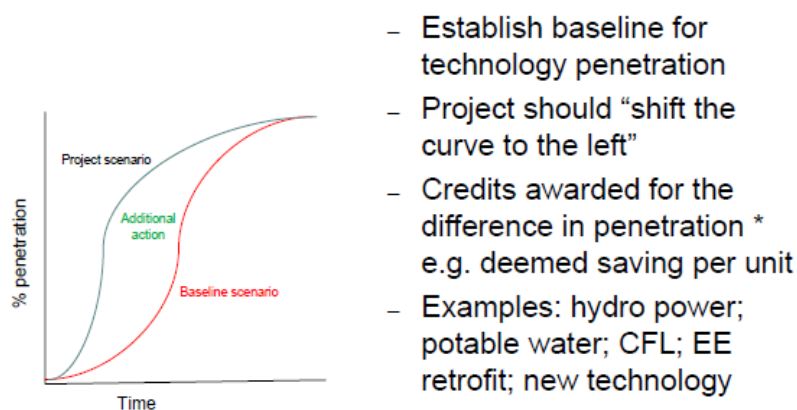 Project scenario
Additional
action
Baseline scenario
% penetration
Time
– Establish baseline for
technology penetration
– Project should “shift the
curve to the left”
– Credits awarded for the
difference in penetration *
e.g. deemed saving per unit
– Examples: hydro power;
potable water; CFL; EE
retrofit; new technology